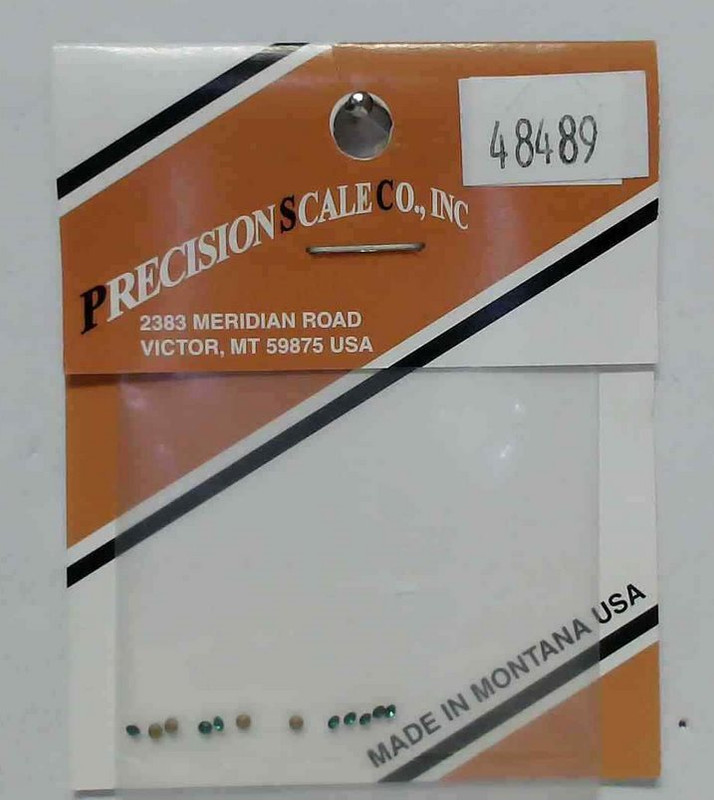 48489
PRECISION SCALE CO., INC
2383 MERIDIAN ROAD
VICTOR, MT 59875 USA
MADE IN MONTANA USA